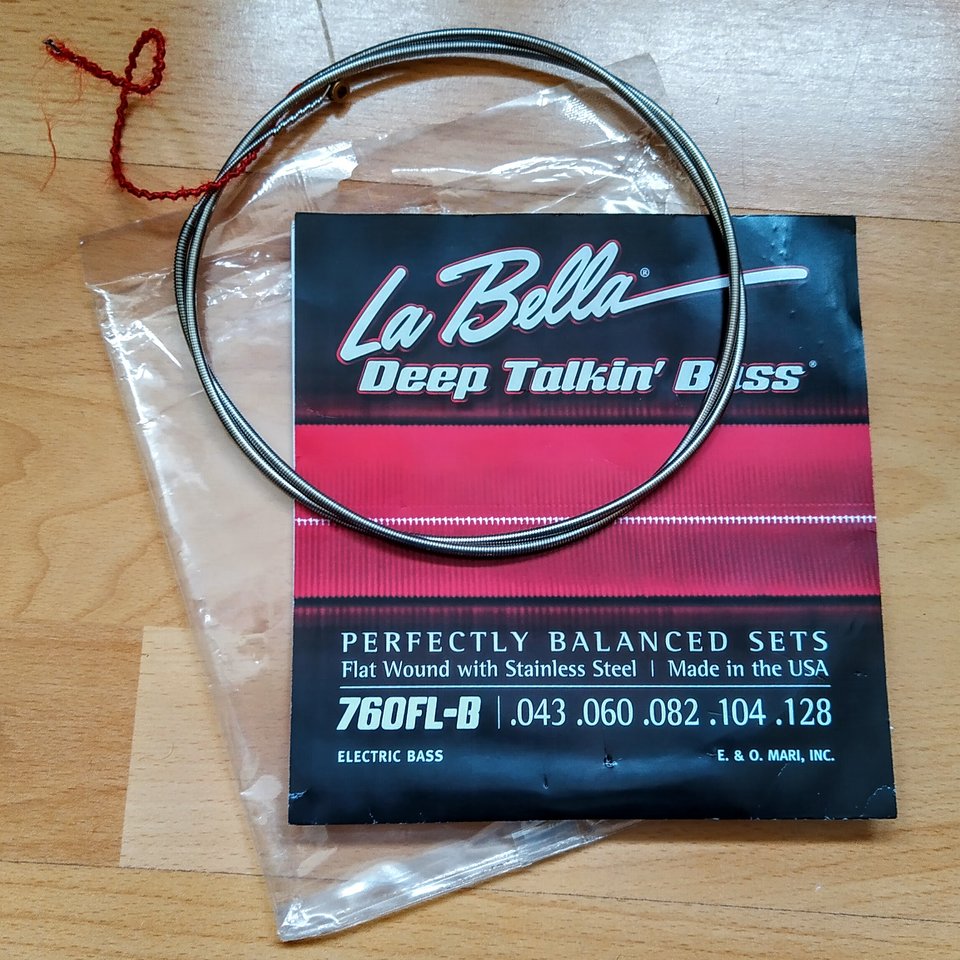 La Bella®
Deep Talkin' Bass®
PERFECTLY BALANCED SETS
Flat Wound with Stainless Steel | Made in the USA
760FL-B | .043 .060 .082 .104 .128
ELECTRIC BASS E. & O. MARI, INC.